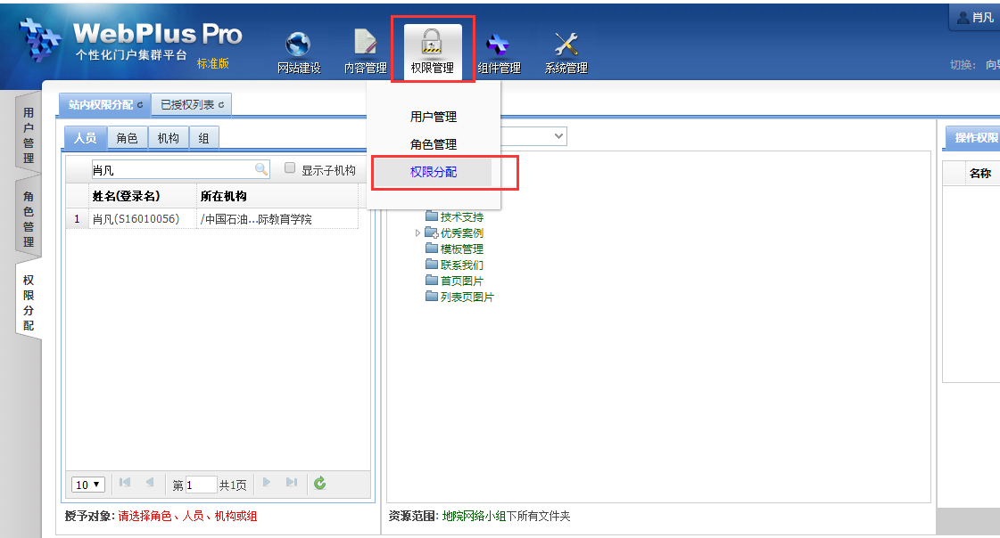 WebPlus Pro
个性化门户集群平台
标准版
网站建设
内容管理
权限管理
组件管理
系统管理
肖凡
切换： 向导
用户管理
角色管理
权限分配
站内权限分配
已授权列表
用户管理
角色管理
权限分配
人员
角色
机构
组
肖凡
显示子机构
姓名(登录名) 所在机构
1 肖凡(S16010056) /中国石油...际教育学院
技术支持
优秀案例
模板管理
联系我们
首页图片
列表页图片
操作权限
名称
10 第 1 共1页
授予对象: 请选择角色、人员、机构或组
资源范围: 地院网络小组下所有文件夹